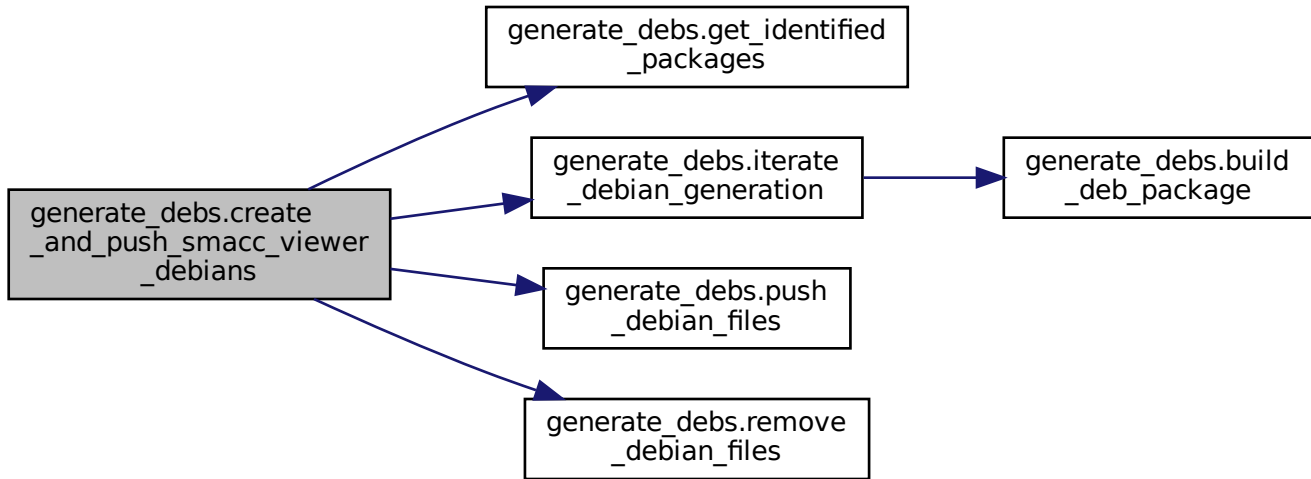 generate_debs.get_identified
_packages
generate_debs.iterate
_debian_generation
generate_debs.build
_deb_package
generate_debs.create
_and_push_smacc_viewer
_debians
generate_debs.push
_debian_files
generate_debs.remove
_debian_files